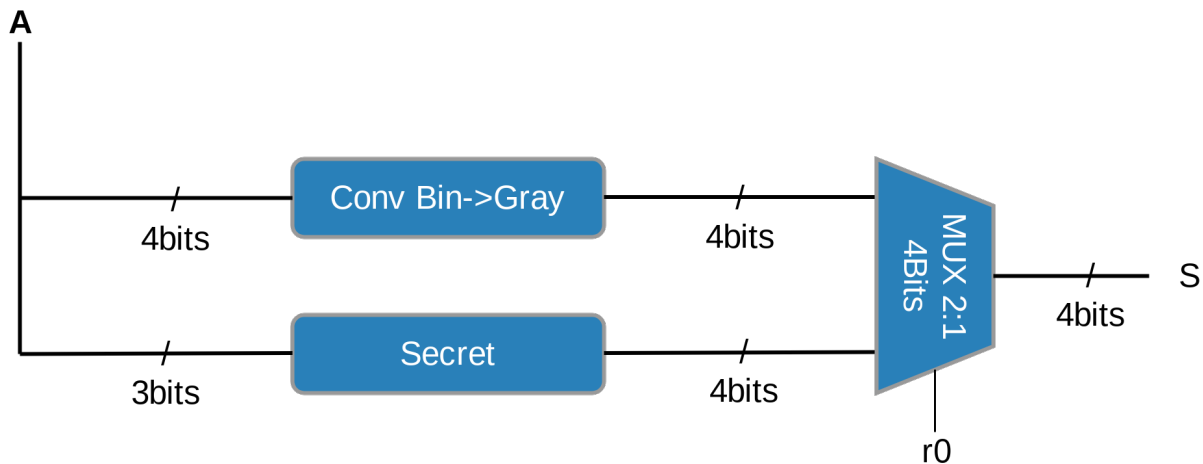 A
Conv Bin->Gray
4bits
4bits
MUX 2:1
4Bits
S
4bits
Secret
3bits
4bits
r0